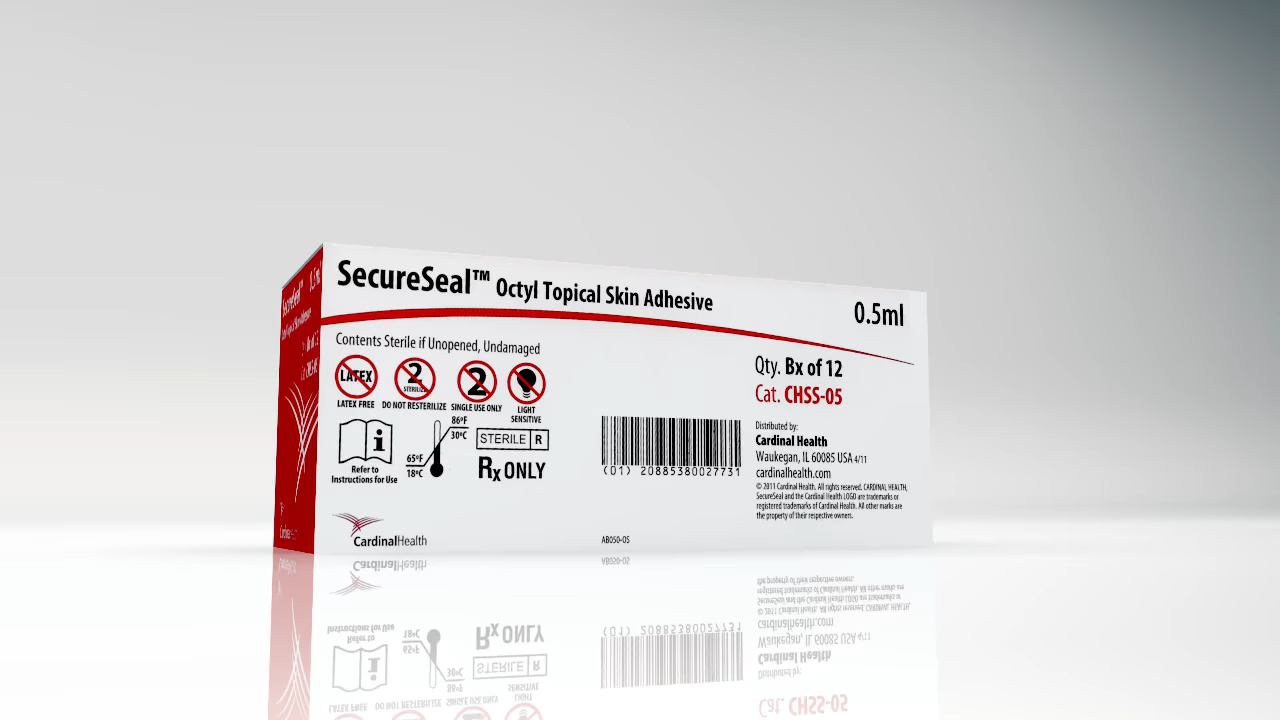 SecureSeal™ Octyl Topical Skin Adhesive
0.5ml
Contents Sterile if Unopened, Undamaged
LATEX
LATEX FREE
2
STERILIZE
DO NOT RESTERILIZE
2
SINGLE USE ONLY
LIGHT
SENSITIVE
i
Refer to
Instructions for Use
86ºF
30ºC
65ºF
18ºC
STERILE R
Rx ONLY
CardinalHealth
(01) 20885380027731
AB050-05
Qty. Bx of 12
Cat. CHSS-05
Distributed by:
Cardinal Health
Waukegan, IL 60085 USA 4/11
cardinalhealth.com
© 2011 Cardinal Health. All rights reserved. CARDINAL HEALTH,
SecureSeal and the Cardinal Health LOGO are trademarks or
registered trademarks of Cardinal Health. All other marks are
the property of their respective owners.